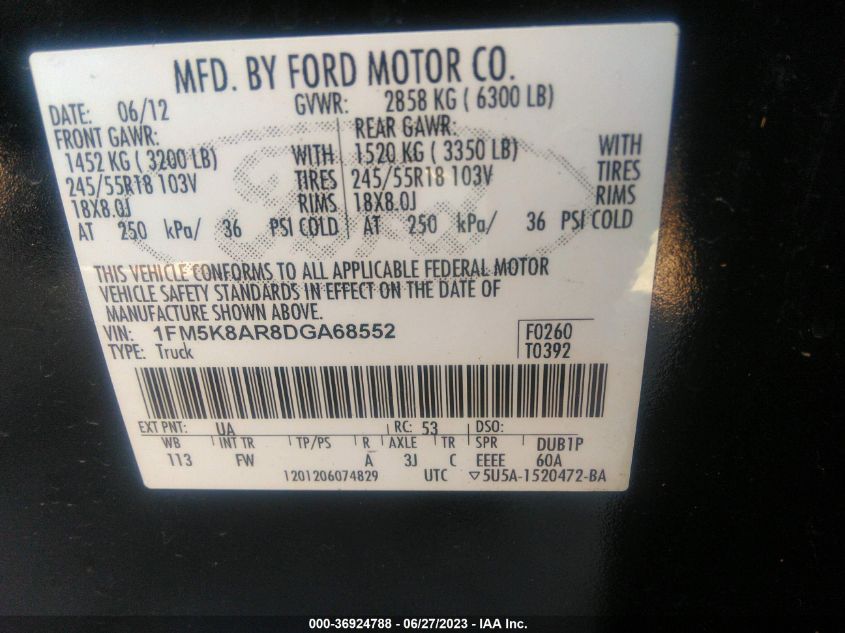 MFD. BY FORD MOTOR CO.
DATE: 06/12 GVWR: 2858 KG ( 6300 LB)
FRONT GAWR: REAR GAWR: WITH
1452 KG ( 3200 LB) WITH 1520 KG ( 3350 LB) TIRES
245/55R18 103V TIRES 245/55R18 103V RIMS
18X8.0J RIMS 18X8.0J
AT 250 kPa/ 36 PSI COLD AT 250 kPa/ 36 PSI COLD
Ford
THIS VEHICLE CONFORMS TO ALL APPLICABLE FEDERAL MOTOR
VEHICLE SAFETY STANDARDS IN EFFECT ON THE DATE OF
MANUFACTURE SHOWN ABOVE.
VIN: 1FM5K8AR8DGA68552 F0260
TYPE: Truck T0392
EXT PNT: UA RC: 53 DSO:
WB INT TR TP/PS R AXLE TR SPR DUB1P
113 FW A 3J C EEEE 60A
1201206074829 UTC ▽5U5A-1520472-BA
000-36924788 - 06/27/2023 - IAA Inc.